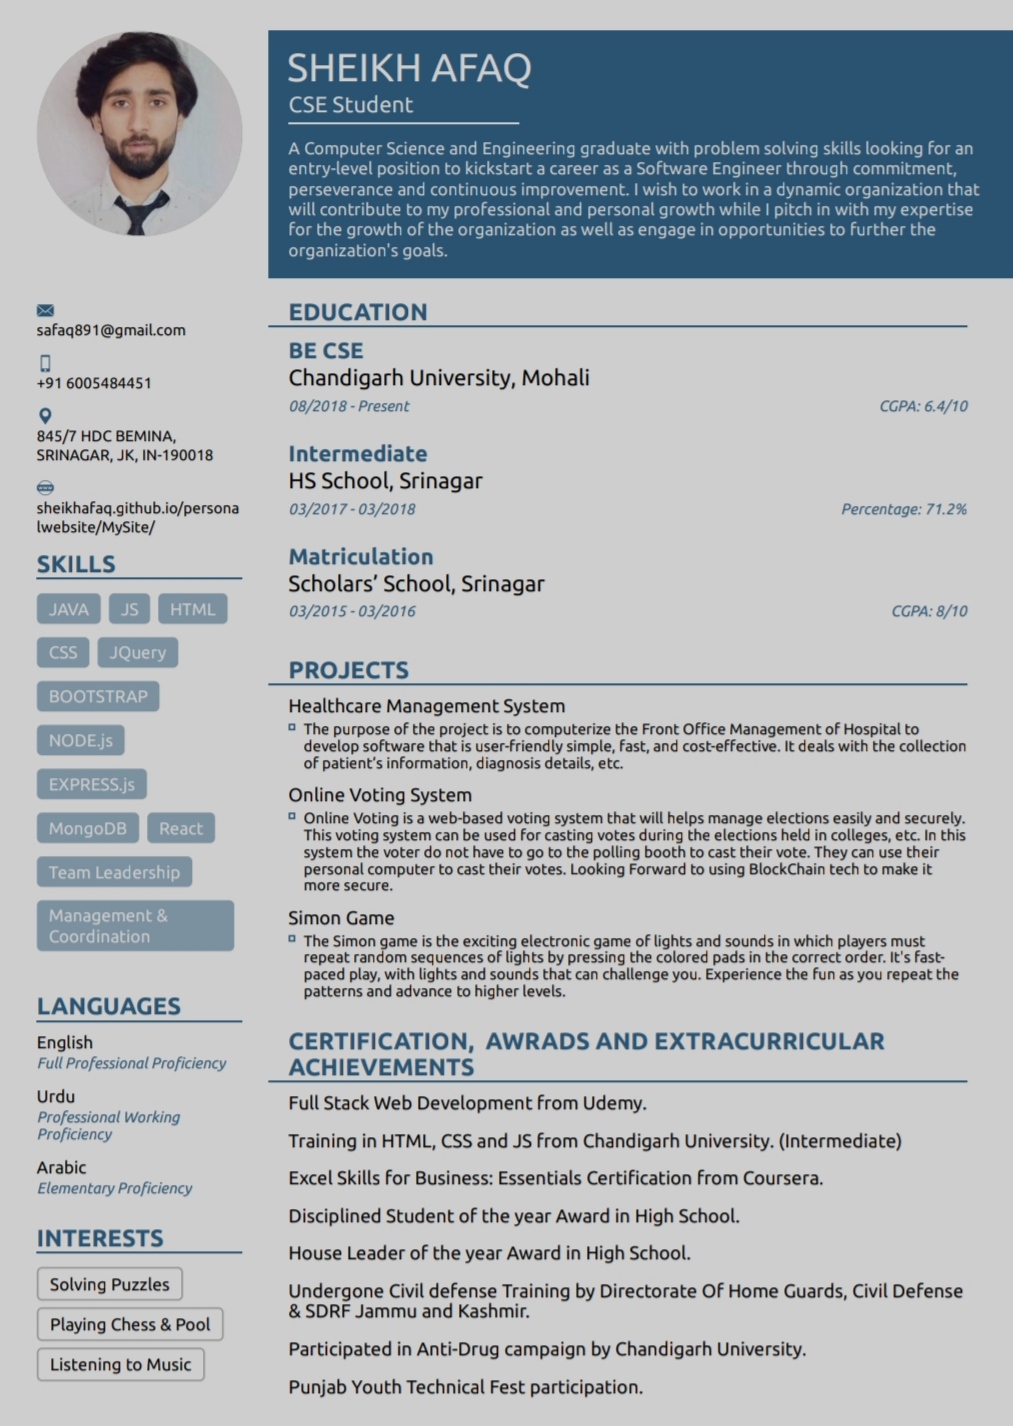 SHEIKH AFAQ
CSE Student
A Computer Science and Engineering graduate with problem solving skills looking for an
entry-level position to kickstart a career as a Software Engineer through commitment,
perseverance and continuous improvement. I wish to work in a dynamic organization that
will contribute to my professional and personal growth while I pitch in with my expertise
for the growth of the organization as well as engage in opportunities to further the
organization's goals.
safaq891@gmail.com
+91 6005484451
845/7 HDC BEMINA,
SRINAGAR, JK, IN-190018
sheikhafaq.github.io/persona
lwebsite/MySite/
SKILLS
JAVA JS HTML
CSS JQuery
BOOTSTRAP
NODE.js
EXPRESS.js
MongoDB React
Team Leadership
Management &
Coordination
LANGUAGES
English
Full Professional Proficiency
Urdu
Professional Working
Proficiency
Arabic
Elementary Proficiency
INTERESTS
Solving Puzzles
Playing Chess & Pool
Listening to Music
EDUCATION
BE CSE
Chandigarh University, Mohali
08/2018 - Present CGPA: 6.4/10
Intermediate
HS School, Srinagar
03/2017 - 03/2018 Percentage: 71.2%
Matriculation
Scholars’ School, Srinagar
03/2015 - 03/2016 CGPA: 8/10
PROJECTS
Healthcare Management System
The purpose of the project is to computerize the Front Office Management of Hospital to
develop software that is user-friendly simple, fast, and cost-effective. It deals with the collection
of patient's information, diagnosis details, etc.
Online Voting System
Online Voting is a web-based voting system that will helps manage elections easily and securely.
This voting system can be used for casting votes during the elections held in colleges, etc. In this
system the voter do not have to go to the polling booth to cast their vote. They can use their
personal computer to cast their votes. Looking Forward to using BlockChain tech to make it
more secure.
Simon Game
The Simon game is the exciting electronic game of lights and sounds in which players must
repeat random sequences of lights by pressing the colored pads in the correct order. It's fast-
paced play, with lights and sounds that can challenge you. Experience the fun as you repeat the
patterns and advance to higher levels.
CERTIFICATION, AWRADS AND EXTRACURRICULAR
ACHIEVEMENTS
Full Stack Web Development from Udemy.
Training in HTML, CSS and JS from Chandigarh University. (Intermediate)
Excel Skills for Business: Essentials Certification from Coursera.
Disciplined Student of the year Award in High School.
House Leader of the year Award in High School.
Undergone Civil defense Training by Directorate Of Home Guards, Civil Defense
& SDRF Jammu and Kashmir.
Participated in Anti-Drug campaign by Chandigarh University.
Punjab Youth Technical Fest participation.